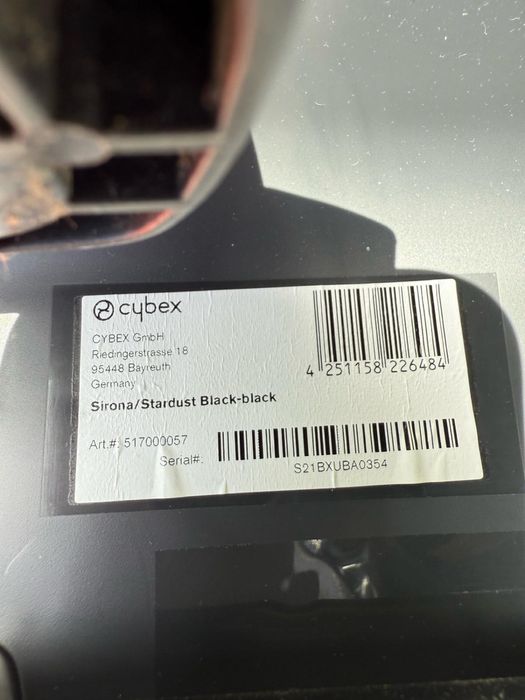 cybex
CYBEX GmbH
Riedingerstrasse 18
95448 Bayreuth
Germany
4 251158 226484
Sirona/Stardust Black-black
Art.#: 517000057
Serial#:
S21BXUBA0354